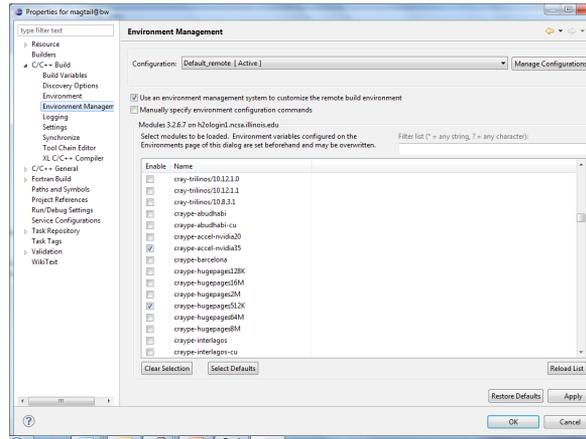 Properties for magtail@bw
type filter text
Environment Management
Resource
Builders
C/C++ Build
Build Variables
Discovery Options
Environment
Environment Managem
Logging
Settings
Synchronize
Tool Chain Editor
XL C/C++ Compiler
C/C++ General
Fortran Build
Paths and Symbols
Project References
Run/Debug Settings
Service Configurations
Task Repository
Task Tags
Validation
WikiText
Configuration: Default_remote [ Active ]
Manage Configurations
Use an environment management system to customize the remote build environment
Manually specify environment configuration commands
Modules 3.2.6.7 on h2ologin1.ncsa.illinois.edu
Select modules to be loaded. Environment variables configured on the
Environments page of this dialog are set beforehand and may be overwritten.
Filter list (* = any string, ? = any character):
Enable Name
cray-trilinos/10.12.1.0
cray-trilinos/10.12.1.1
cray-trilinos/10.8.3.1
craype-abudhabi
craype-abudhabi-cu
craype-accel-nvidia20
craype-accel-nvidia35
craype-barcelona
craype-hugepages128K
craype-hugepages16M
craype-hugepages2M
craype-hugepages512K
craype-hugepages64M
craype-hugepages8M
craype-interlagos
craype-interlagos-cu
Clear Selection
Select Defaults
Reload List
Restore Defaults
Apply
OK
Cancel